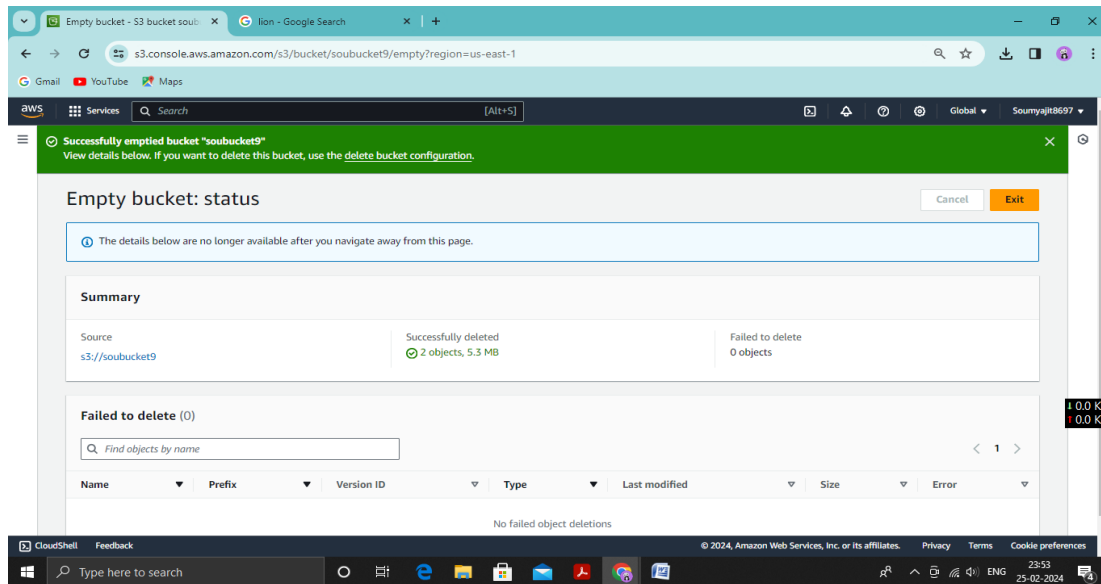 Empty bucket - S3 bucket soub
lion - Google Search
s3.console.aws.amazon.com/s3/bucket/soubucket9/empty?region=us-east-1
Gmail YouTube Maps
aws Services Search [Alt+S] Global Soumyajit8697
Successfully emptied bucket "soubucket9"
View details below. If you want to delete this bucket, use the delete bucket configuration.
Empty bucket: status
Cancel Exit
The details below are no longer available after you navigate away from this page.
Summary
Source Successfully deleted Failed to delete
s3://soubucket9 2 objects, 5.3 MB 0 objects
Failed to delete (0)
↓ 0.0 K
↑ 0.0 K
Find objects by name 1
Name Prefix Version ID Type Last modified Size Error
No failed object deletions
CloudShell Feedback © 2024, Amazon Web Services, Inc. or its affiliates. Privacy Terms Cookie preferences
Type here to search ENG 23:53
25-02-2024 4